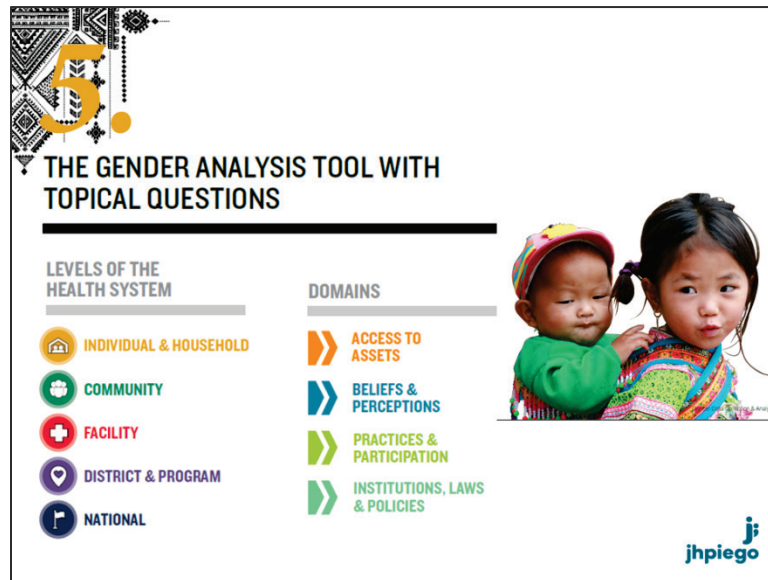 5.
THE GENDER ANALYSIS TOOL WITH
TOPICAL QUESTIONS
LEVELS OF THE
HEALTH SYSTEM
INDIVIDUAL & HOUSEHOLD
COMMUNITY
FACILITY
DISTRICT & PROGRAM
NATIONAL
DOMAINS
ACCESS TO
ASSETS
BELIEFS &
PERCEPTIONS
PRACTICES &
PARTICIPATION
INSTITUTIONS, LAWS
& POLICIES
jhpiego